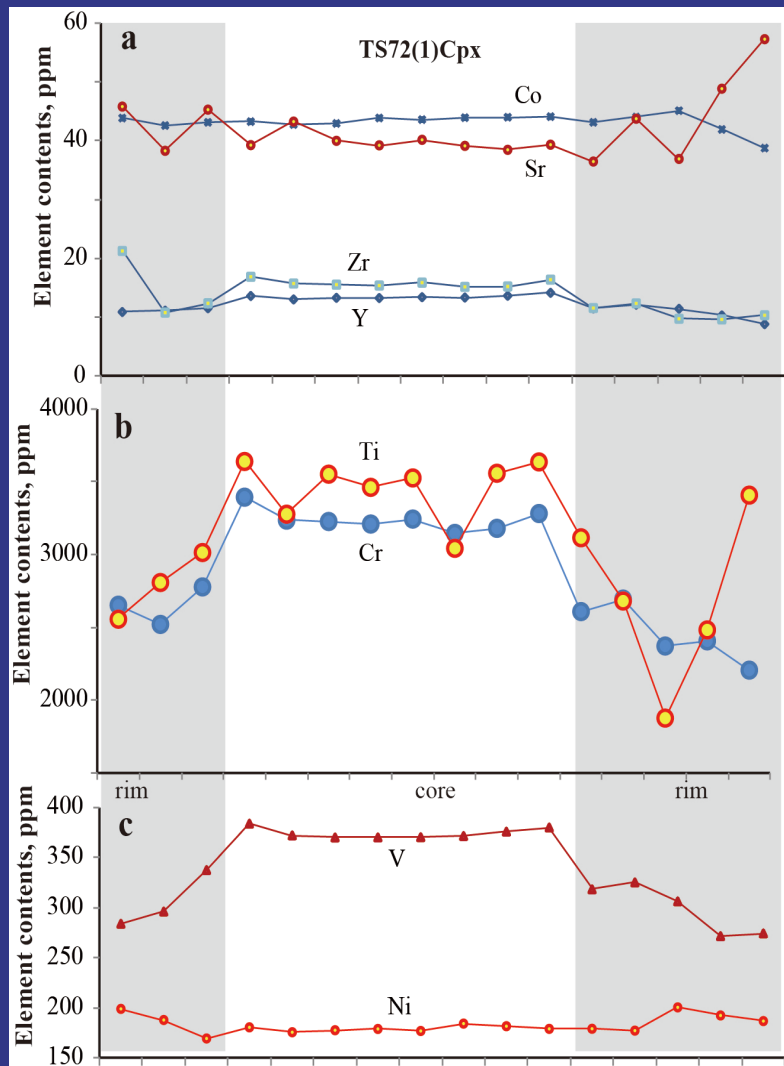 a
TS72(1)Cpx
Element contents, ppm
60
40
20
0
Co
Sr
Zr
Y
b
Element contents, ppm
4000
3000
2000
Ti
Cr
rim
core
rim
c
Element contents, ppm
400
350
300
250
200
150
V
Ni